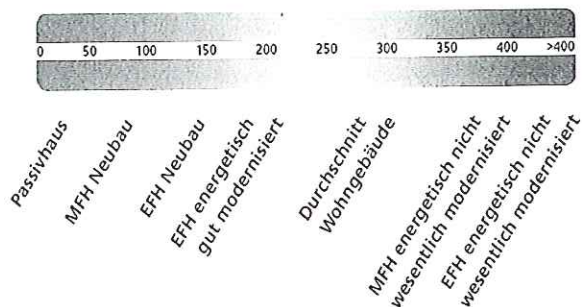 0 50 100 150 200 250 300 350 400 >400
Passivhaus
MFH Neubau
EFH Neubau
EFH energetisch
gut modernisiert
Durchschnitt
Wohngebäude
MFH energetisch nicht
wesentlich modernisiert
EFH energetisch nicht
wesentlich modernisiert